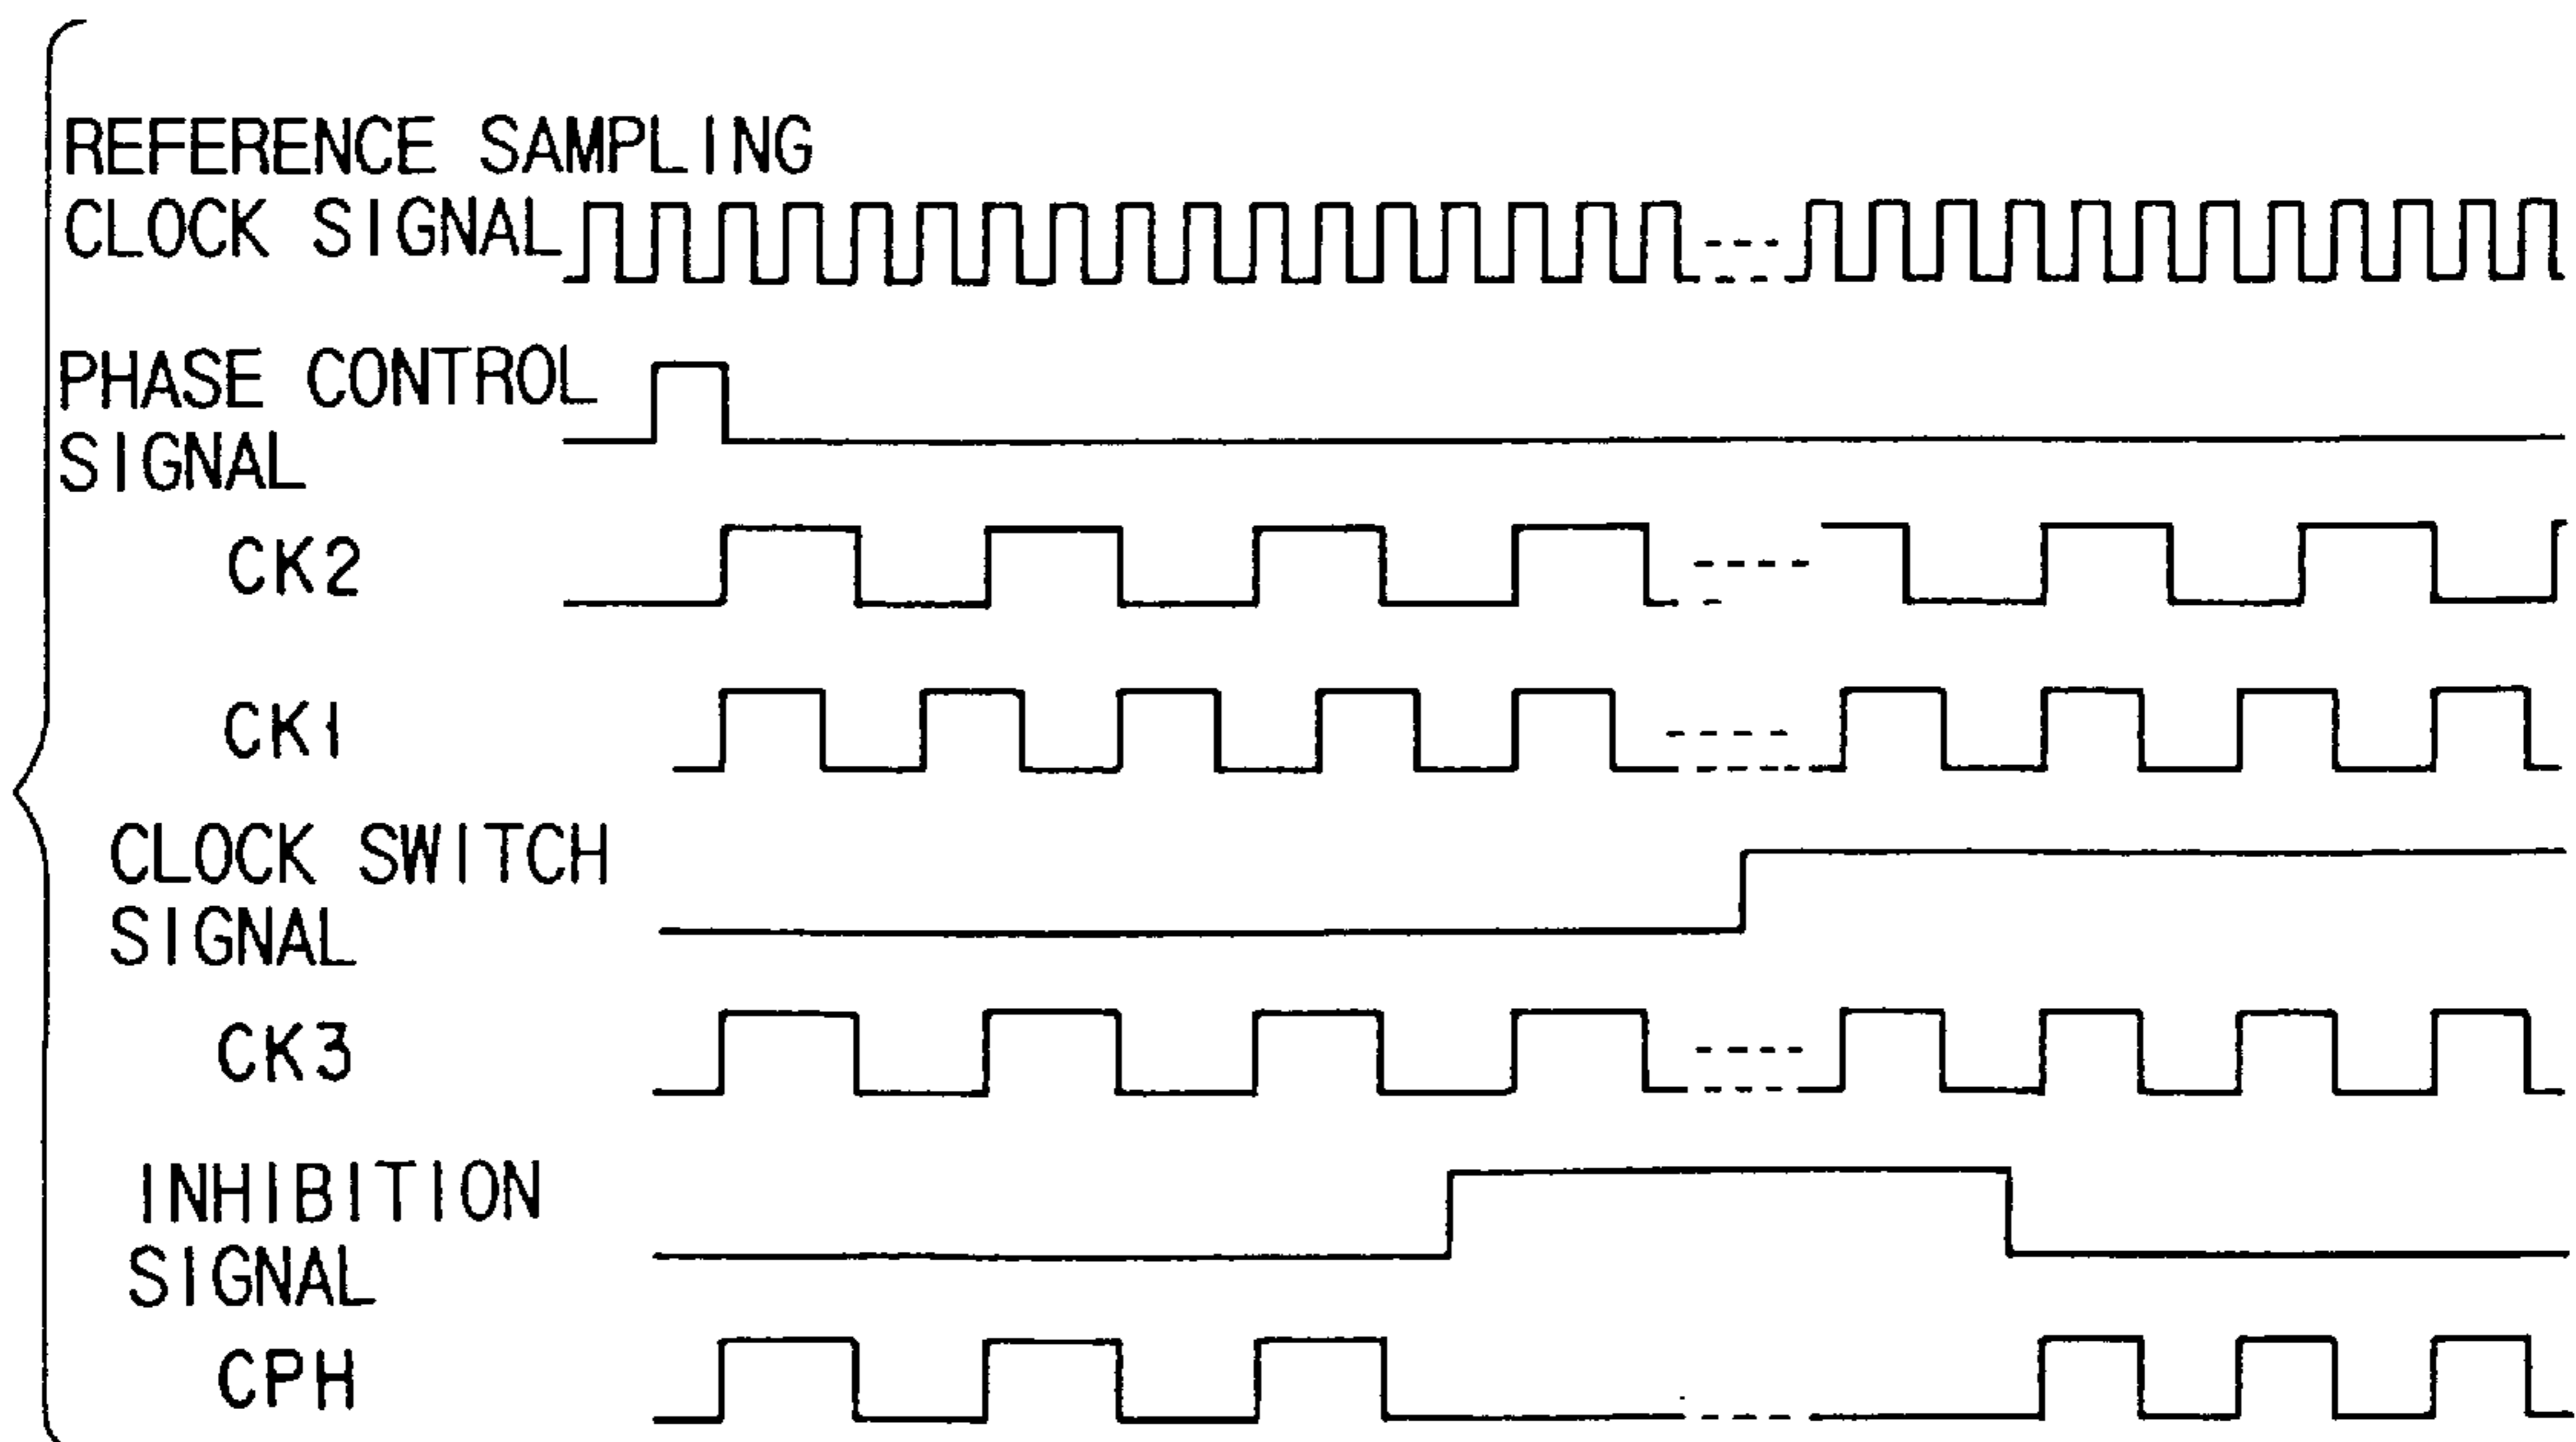 REFERENCE SAMPLING
CLOCK SIGNAL
PHASE CONTROL
SIGNAL
CK2
CK1
CLOCK SWITCH
SIGNAL
CK3
INHIBITION
SIGNAL
CPH